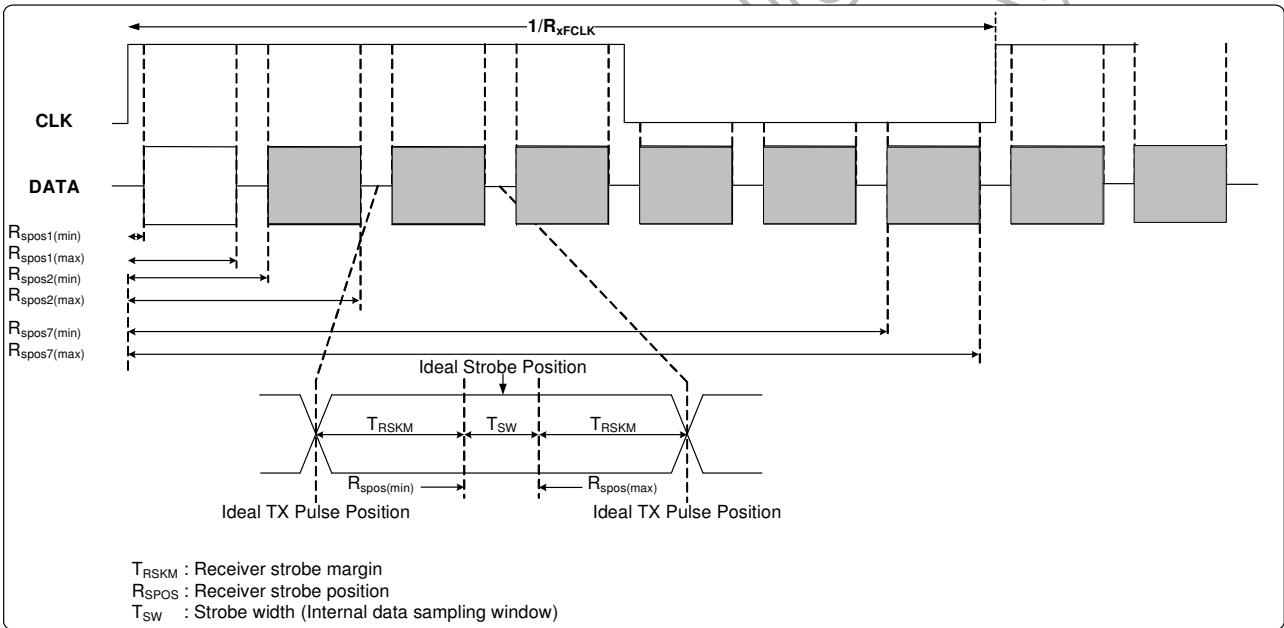 1/RxFCLK
CLK
DATA
Rspos1(min)
Rspos1(max)
Rspos2(min)
Rspos2(max)
Rspos7(min)
Rspos7(max)
Ideal Strobe Position
TRSKM TSW TRSKM
Rspos(min) Rspos(max)
Ideal TX Pulse Position Ideal TX Pulse Position
TRSKM : Receiver strobe margin
RSPOS : Receiver strobe position
TSW : Strobe width (Internal data sampling window)